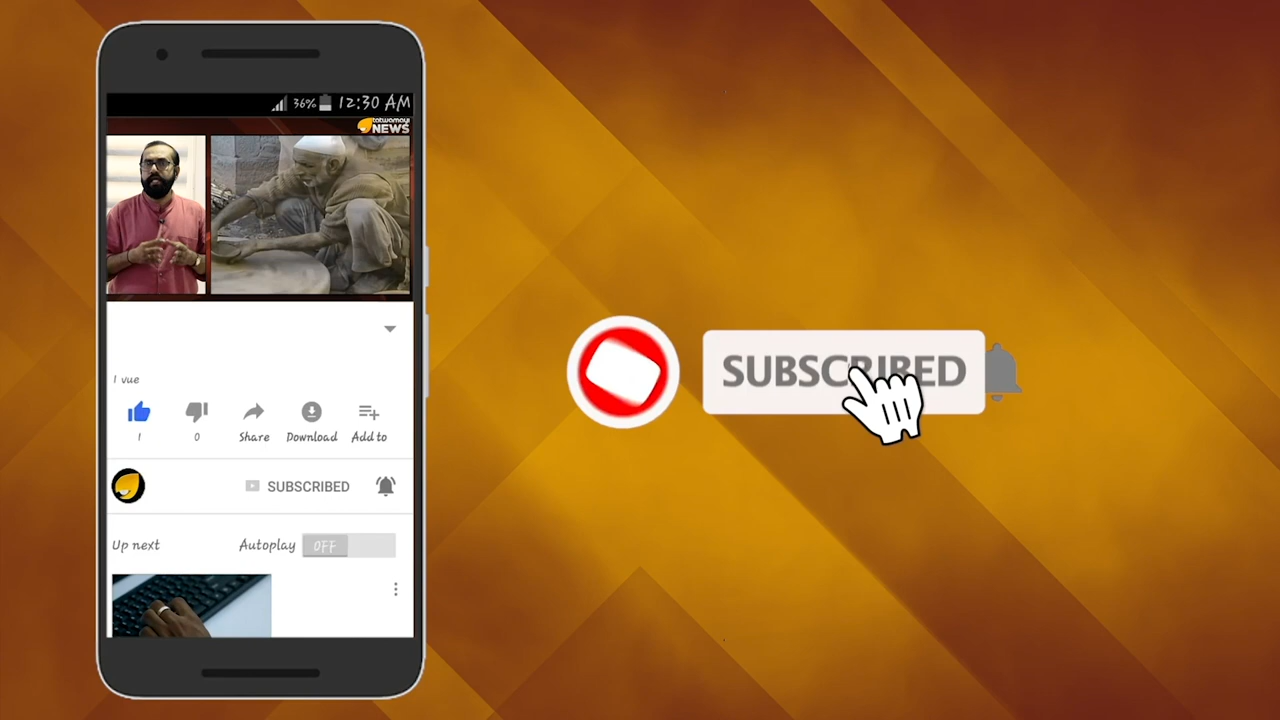 36% 12:30 AM
tatwamayi
NEWS
1 vue
1 0 Share Download Add to
SUBSCRIBED
Up next Autoplay OFF
SUBSCRIBED